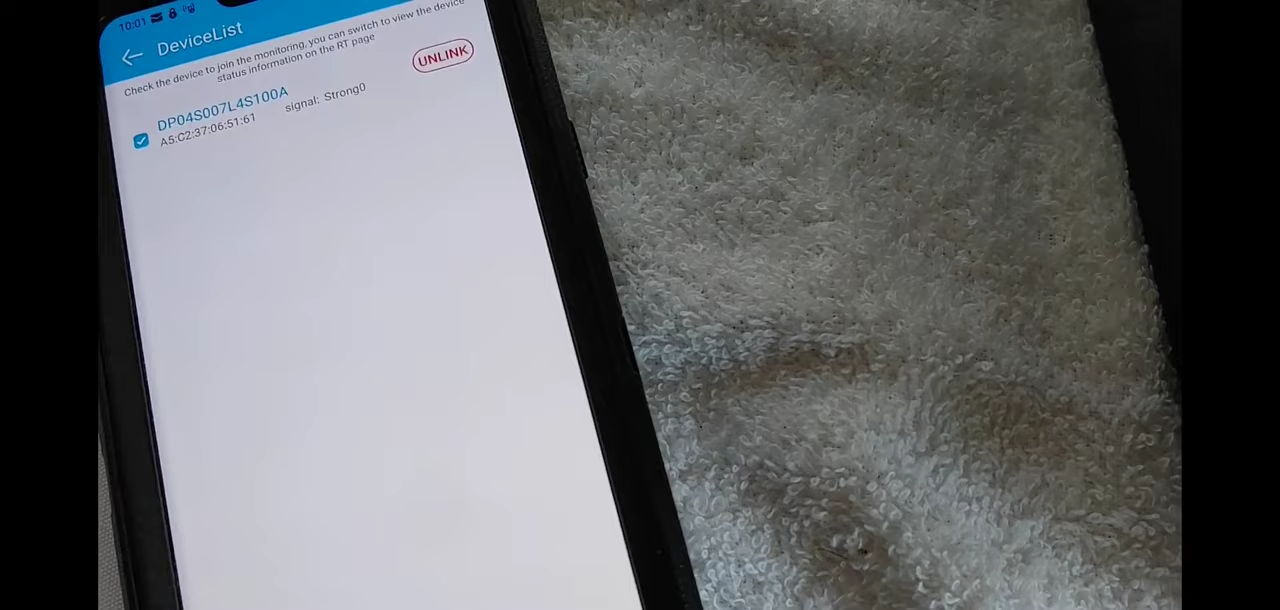 10:01
DeviceList
Check the device to join the monitoring, you can switch to view the device
status information on the RT page
UNLINK
DP04S007L4S100A
A5:C2:37:06:51:61 signal: Strong0